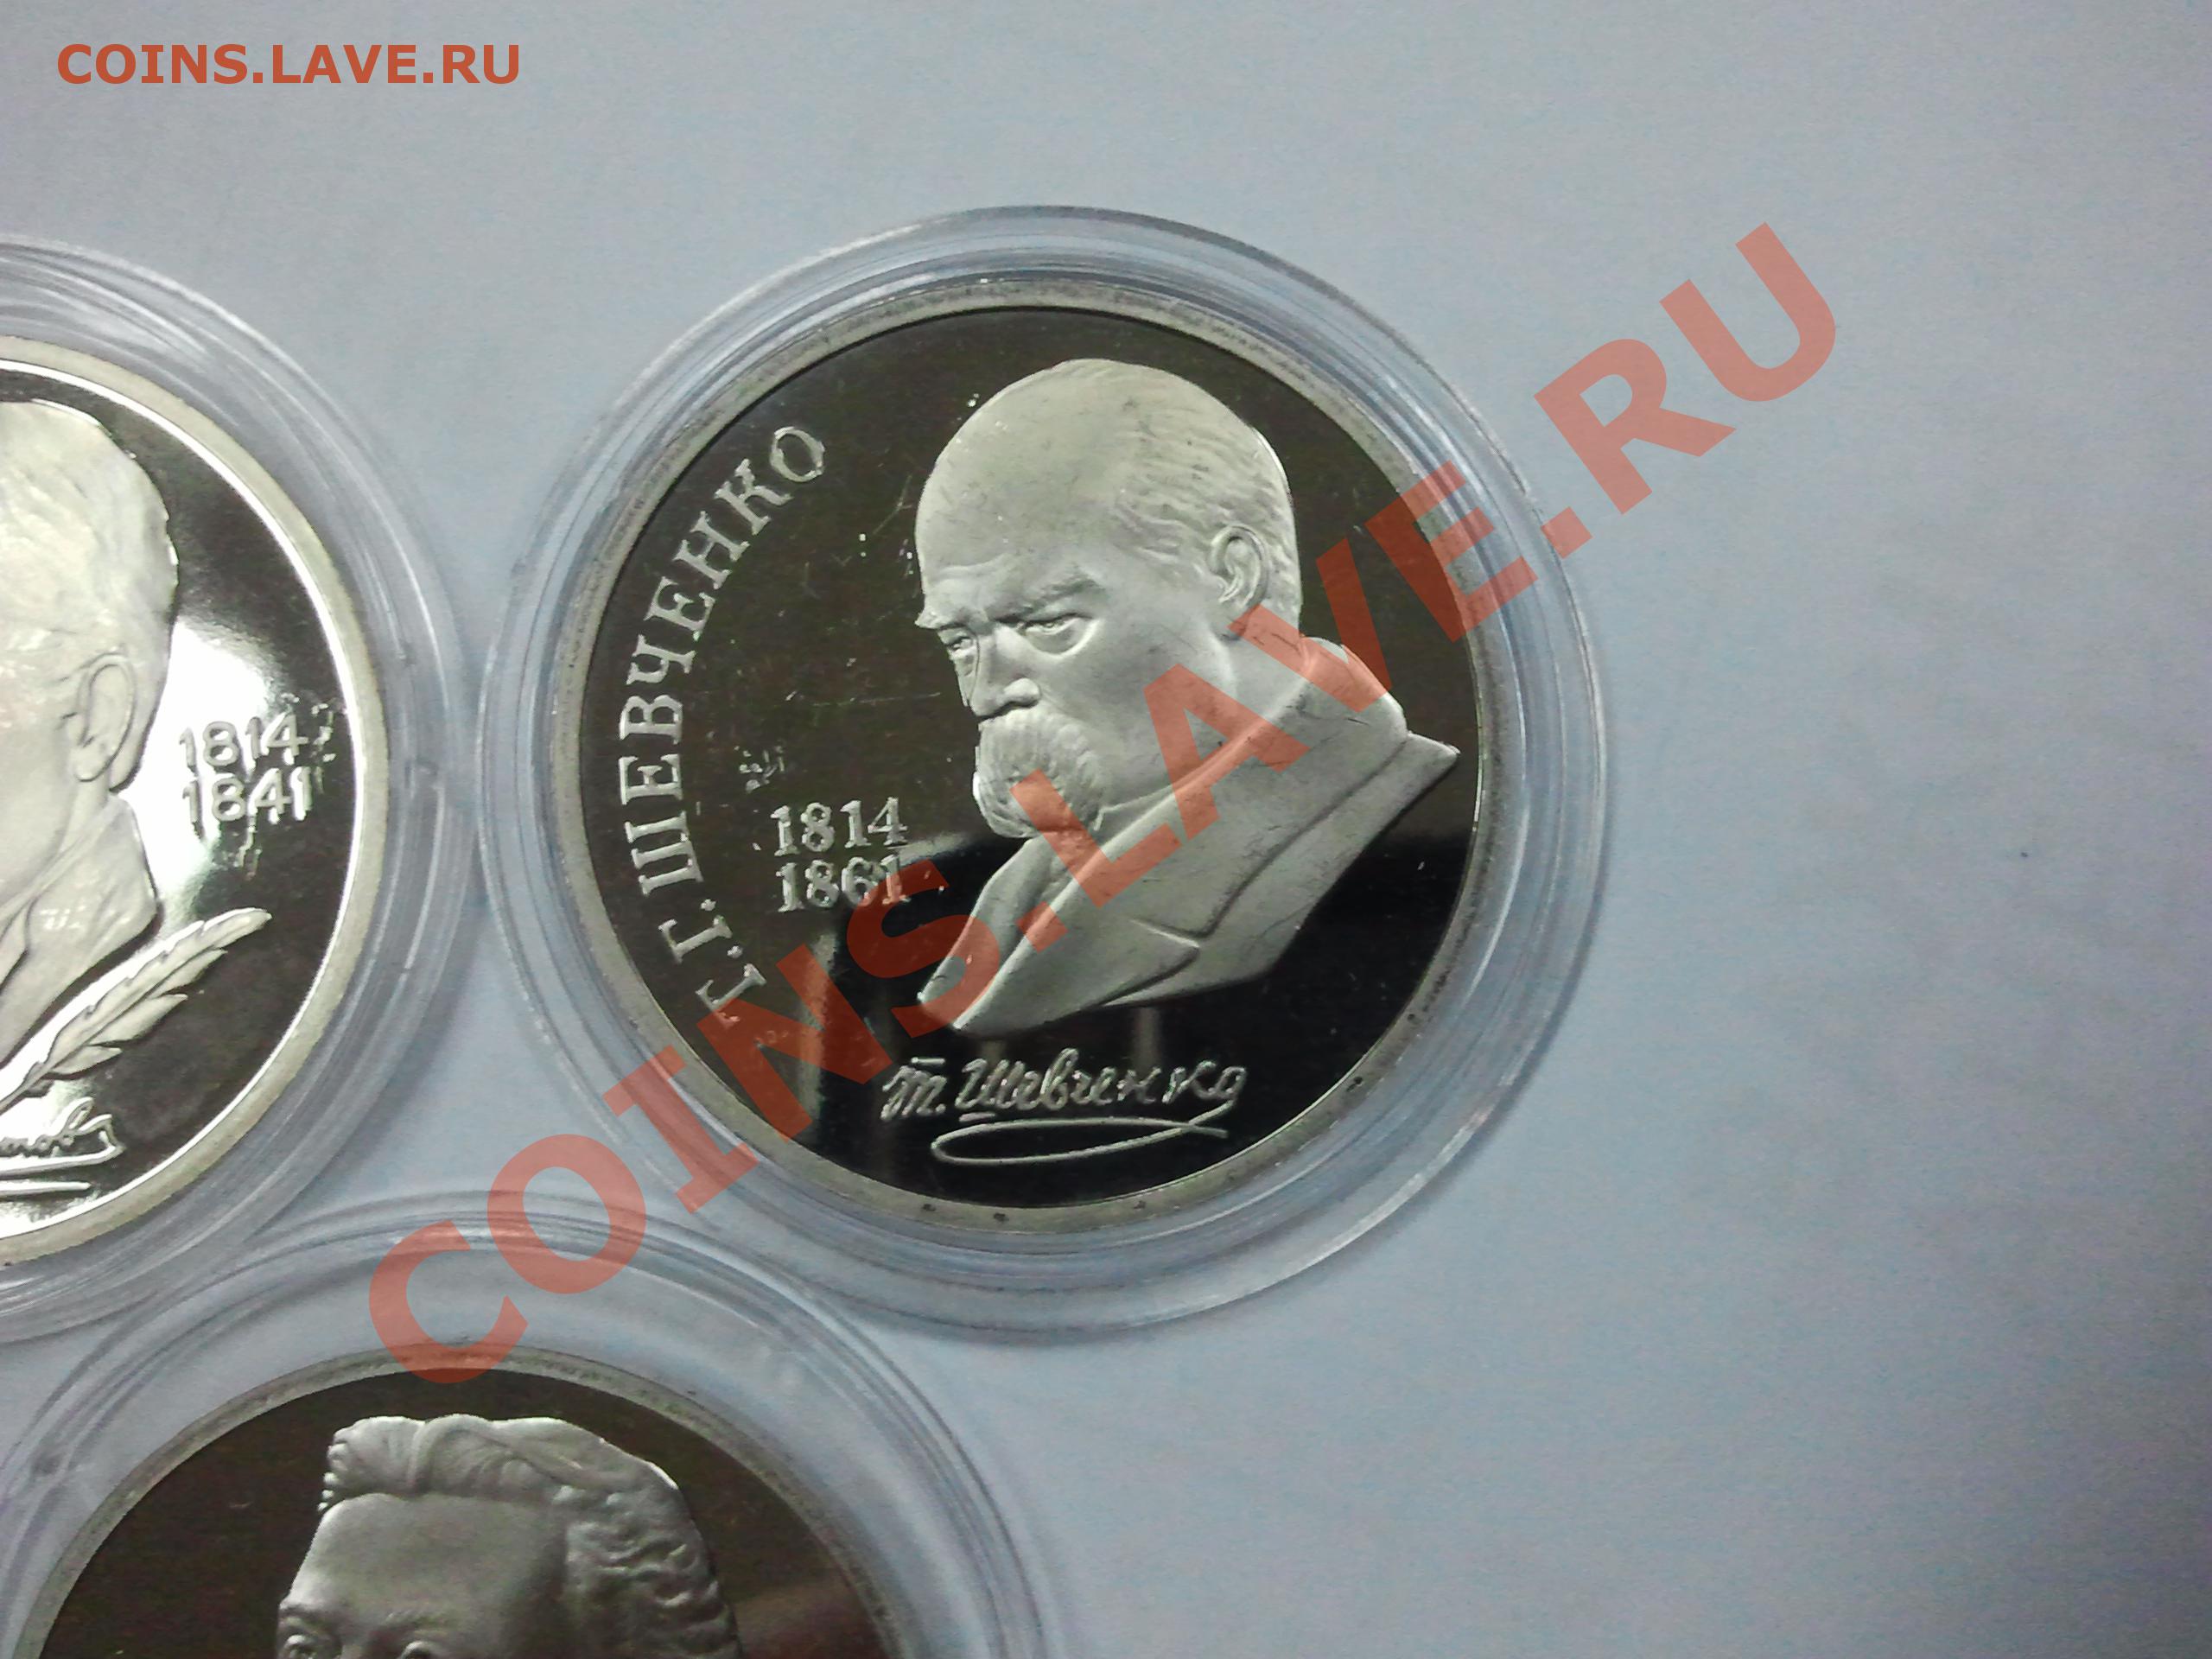 COINS.LAVE.RU
Т.Г. ШЕВЧЕНКО
1814
1861
Т. Шевченко
1814
1841
COINS.LAVE.RU